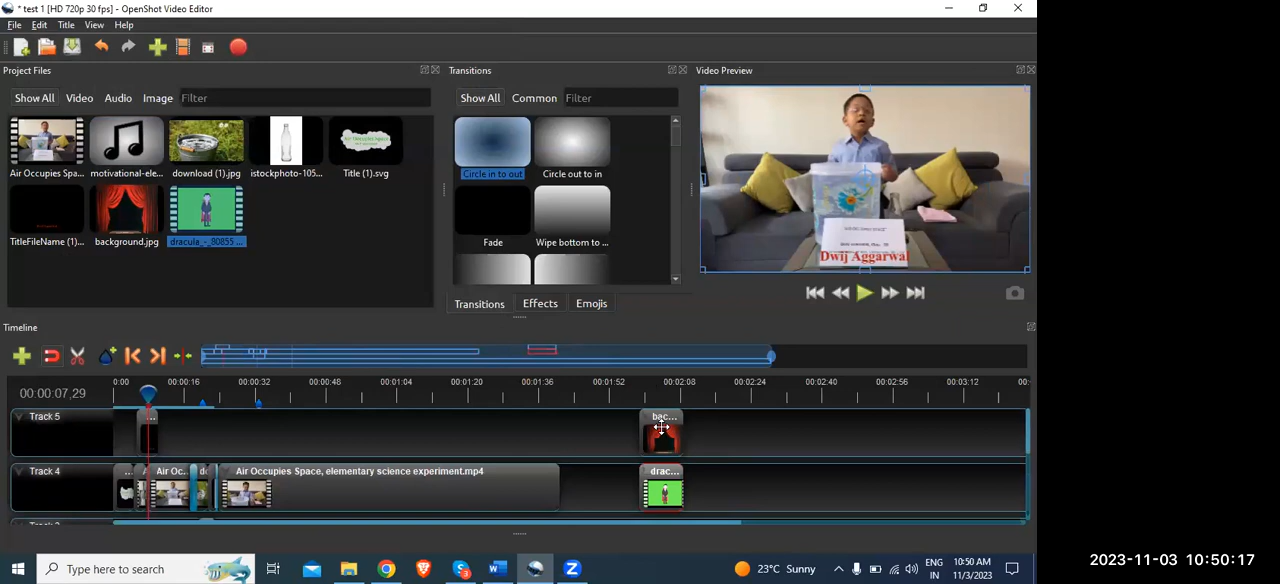 * test 1 [HD 720p 30 fps] - OpenShot Video Editor
File Edit Title View Help
Project Files
Transitions
Video Preview
Show All Video Audio Image Filter
Show All Common Filter
Air Occupies Spa...
motivational-ele...
download (1).jpg
istockphoto-105...
Title (1).svg
TitleFileName (1)...
background.jpg
dracula_-_80855 ...
Circle in to out
Circle out to in
Fade
Wipe bottom to ...
Transitions Effects Emojis
Dwij Aggarwal
Timeline
00:00:07,29
0:00 00:00:16 00:00:32 00:00:48 00:01:04 00:01:20 00:01:36 00:01:52 00:02:08 00:02:24 00:02:40 00:02:56 00:03:12 00:
Track 5
...
bac...
Track 4
...
Air Oc...
Air Occupies Space, elementary science experiment.mp4
drac...
Type here to search
23°C Sunny
ENG
IN
10:50 AM
11/3/2023
2023-11-03 10:50:17